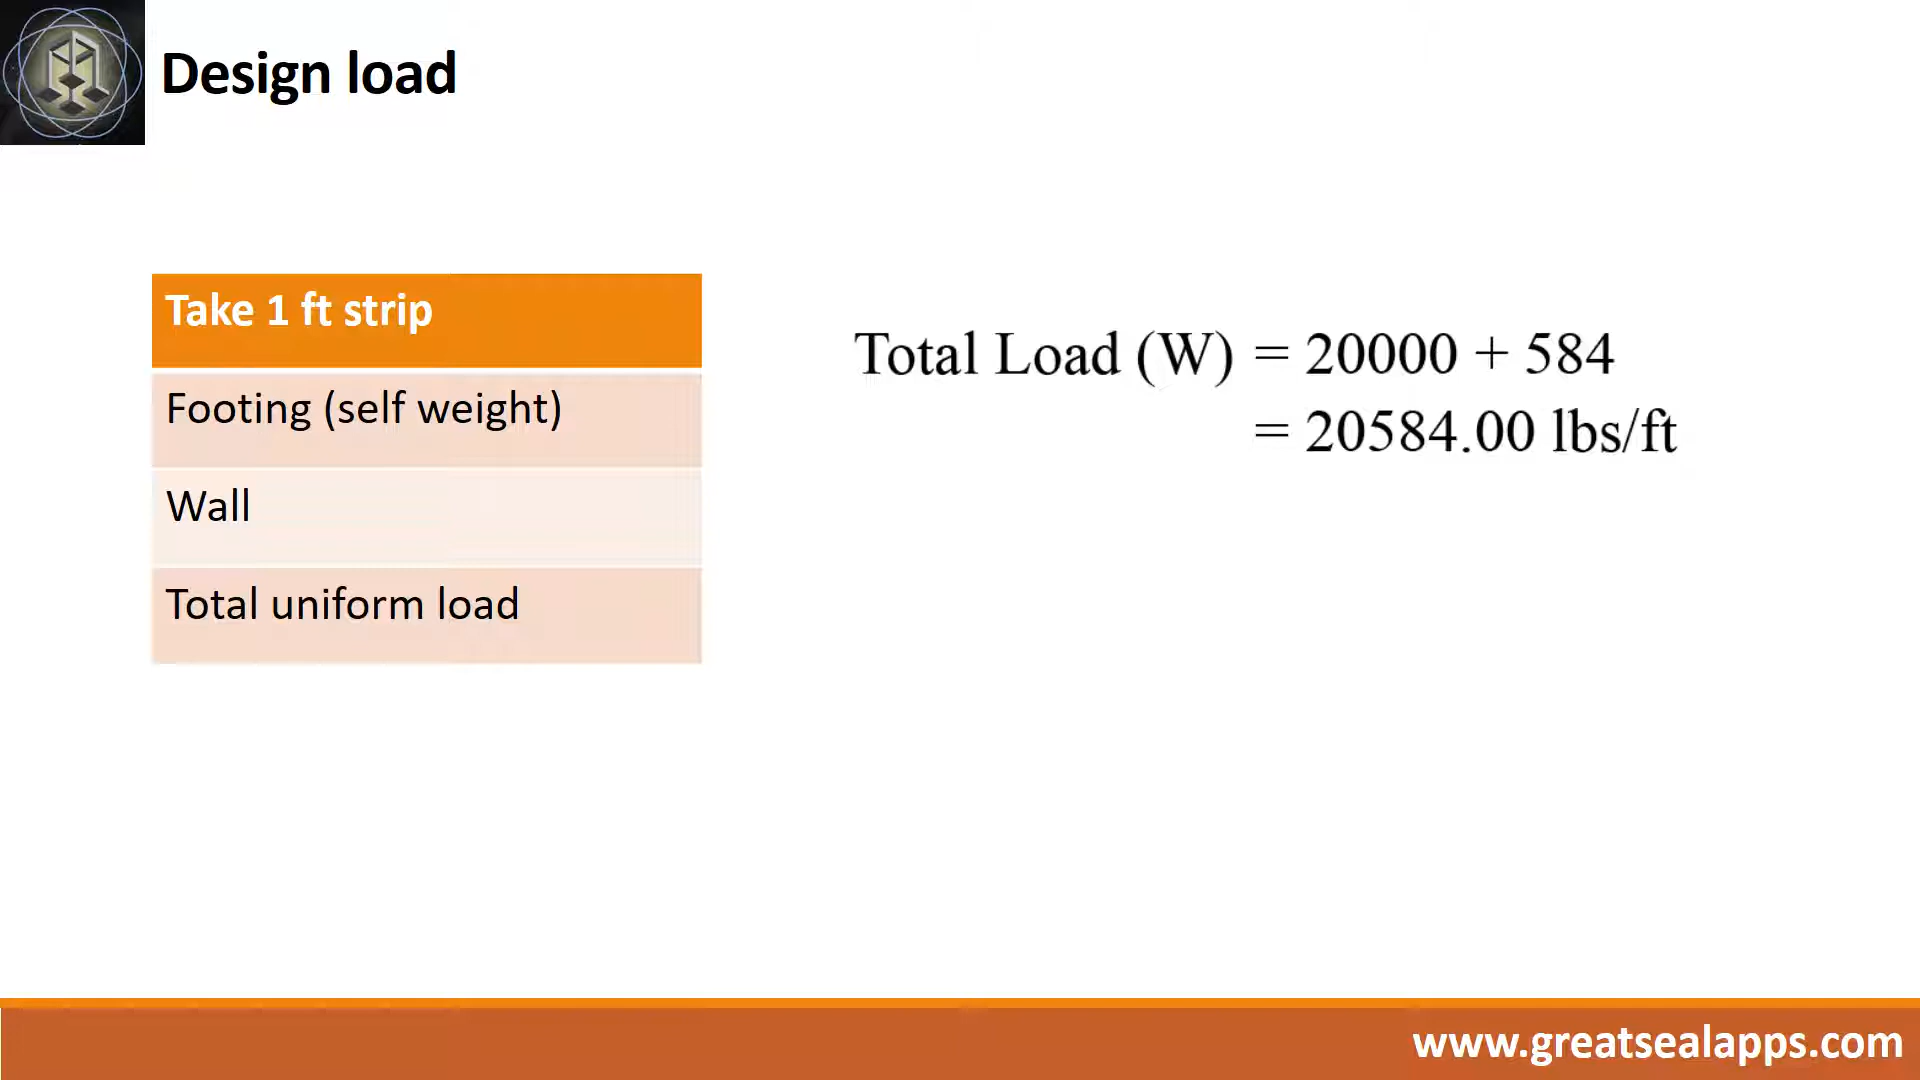 Design load
Take 1 ft strip
Footing (self weight)
Wall
Total uniform load
Total Load (W) = 20000 + 584
= 20584.00 lbs/ft
www.greatsealapps.com